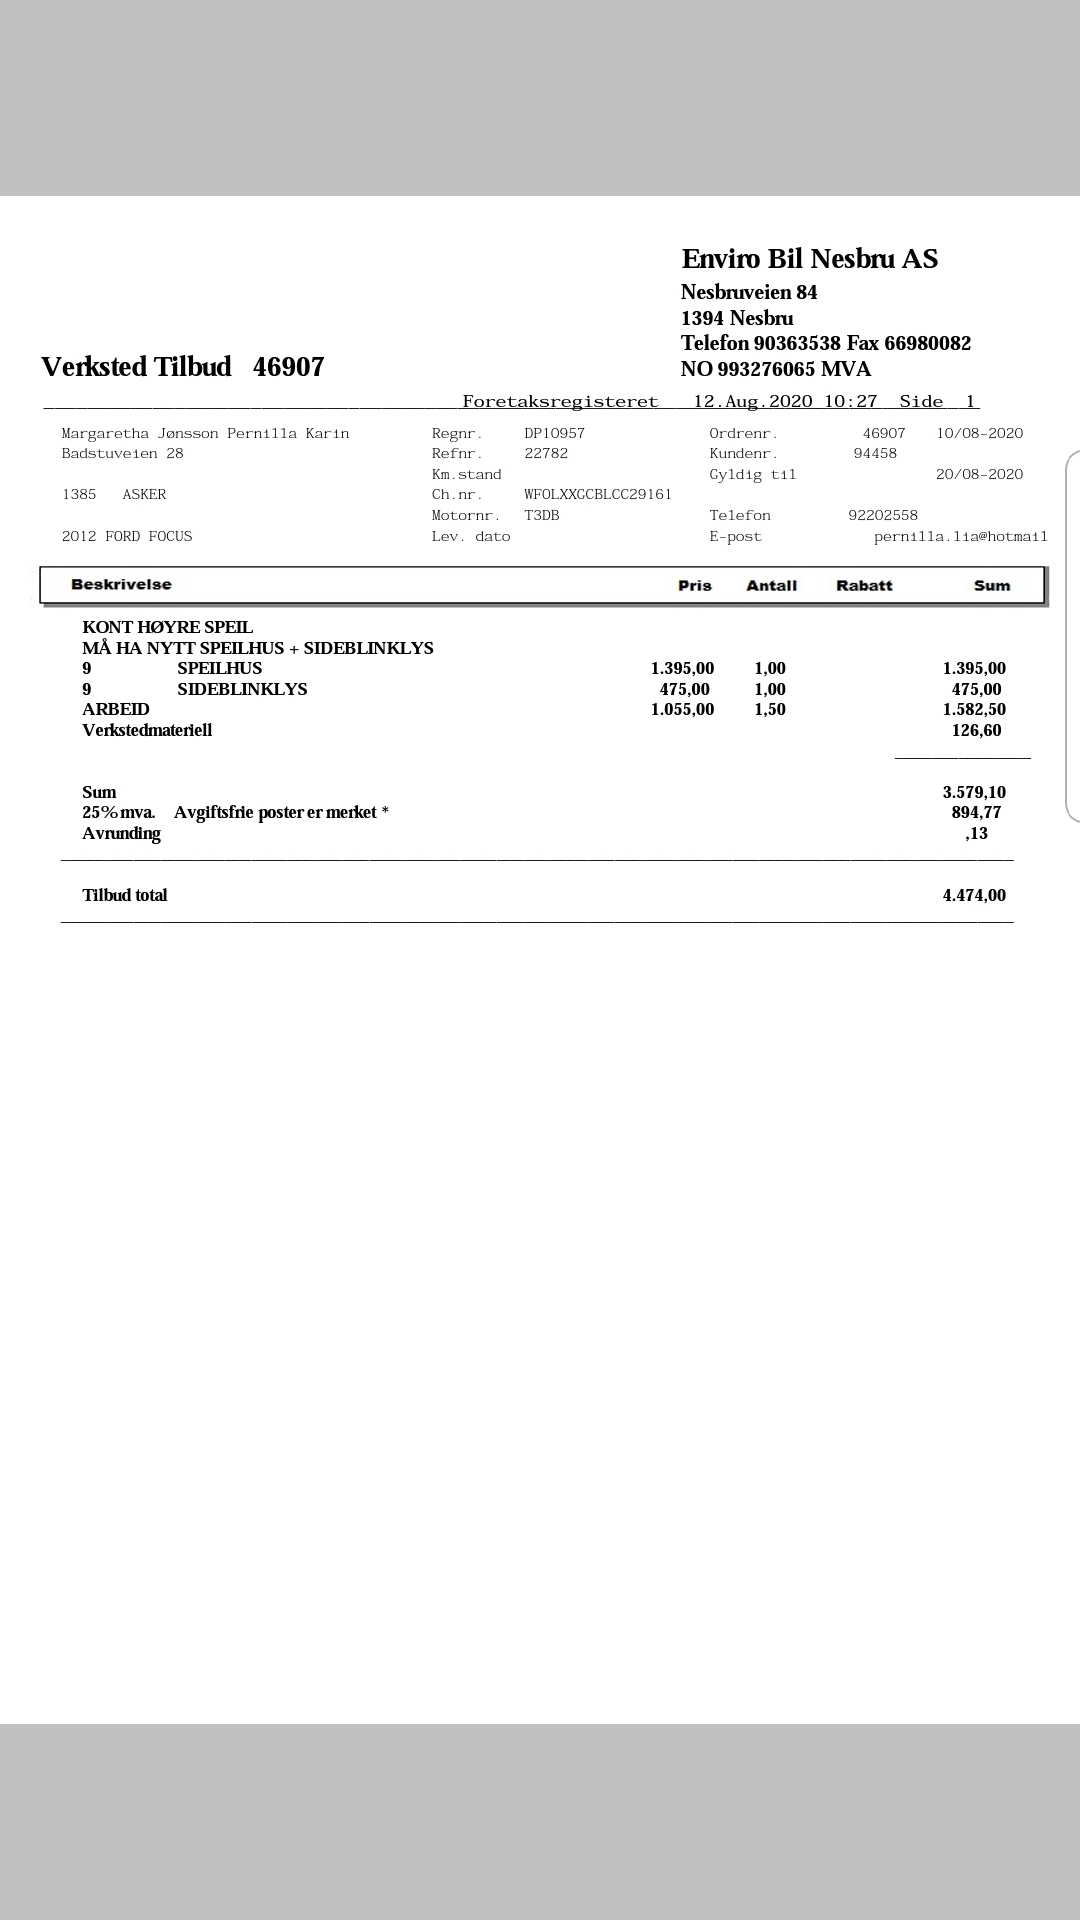 Enviro Bil Nesbru AS
Nesbruveien 84
1394 Nesbru
Telefon 90363538 Fax 66980082
Verksted Tilbud 46907 NO 993276065 MVA
Foretaksregisteret 12.Aug.2020 10:27 Side 1
Margaretha Jønsson Pernilla Karin Regnr. DP10957 Ordrenr. 46907 10/08-2020
Badstuveien 28 Refnr. 22782 Kundenr. 94458
Km.stand Gyldig til 20/08-2020
1385 ASKER Ch.nr. WF0LXXGCBLCC29161
Motornr. T3DB Telefon 92202558
2012 FORD FOCUS Lev. dato E-post pernilla.lia@hotmail
Beskrivelse Pris Antall Rabatt Sum
KONT HØYRE SPEIL
MÅ HA NYTT SPEILHUS + SIDEBLINKLYS
9 SPEILHUS 1.395,00 1,00 1.395,00
9 SIDEBLINKLYS 475,00 1,00 475,00
ARBEID 1.055,00 1,50 1.582,50
Verkstedmateriell 126,60
Sum 3.579,10
25% mva. Avgiftsfrie poster er merket * 894,77
Avrunding ,13
Tilbud total 4.474,00